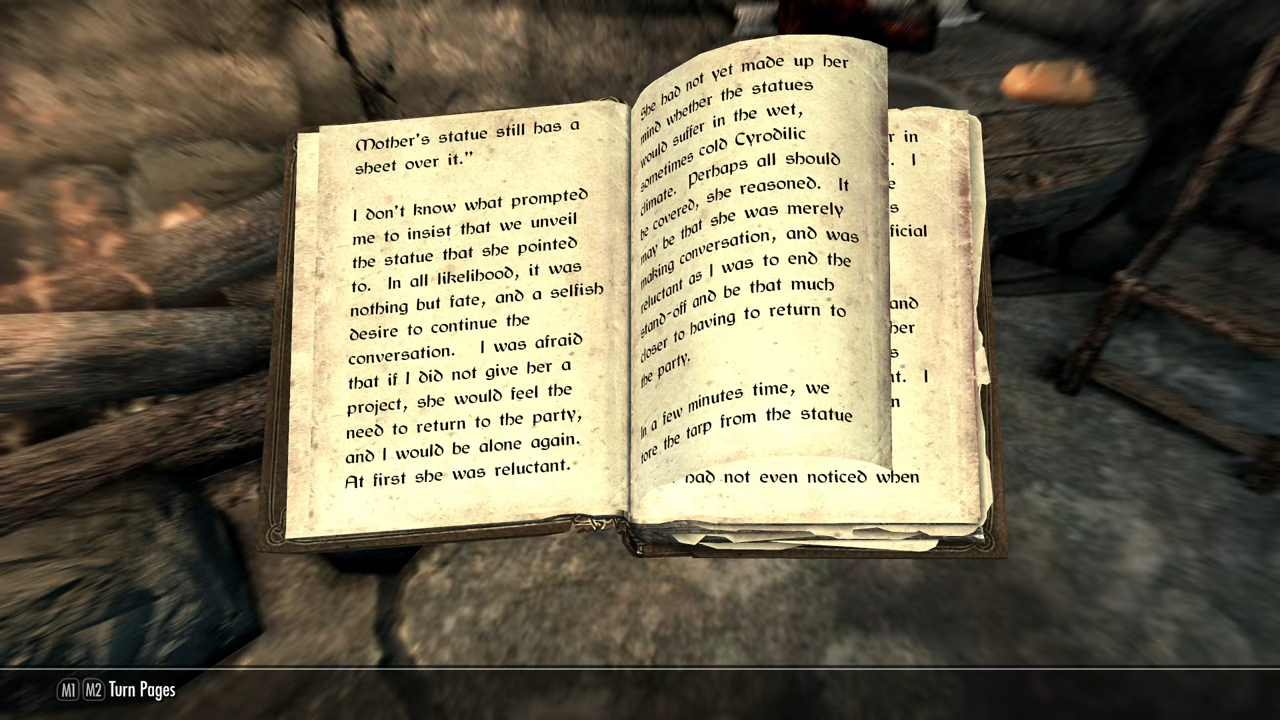 Mother's statue still has a
sheet over it."
I don't know what prompted
me to insist that we unveil
the statue that she pointed
to. In all likelihood, it was
nothing but fate, and a selfish
desire to continue the
conversation. I was afraid
that if I did not give her a
project, she would feel the
need to return to the party,
and I would be alone again.
At first she was reluctant.
She had not yet made up her
mind whether the statues
would suffer in the wet,
sometimes cold Cyrodilic
climate. Perhaps all should
be covered, she reasoned. It
may be that she was merely
making conversation, and was
reluctant as I was to end the
stand-off and be that much
closer to having to return to
the party.
In a few minutes time, we
tore the tarp from the statue
in
I
and
I
had not even noticed when
M1 M2 Turn Pages